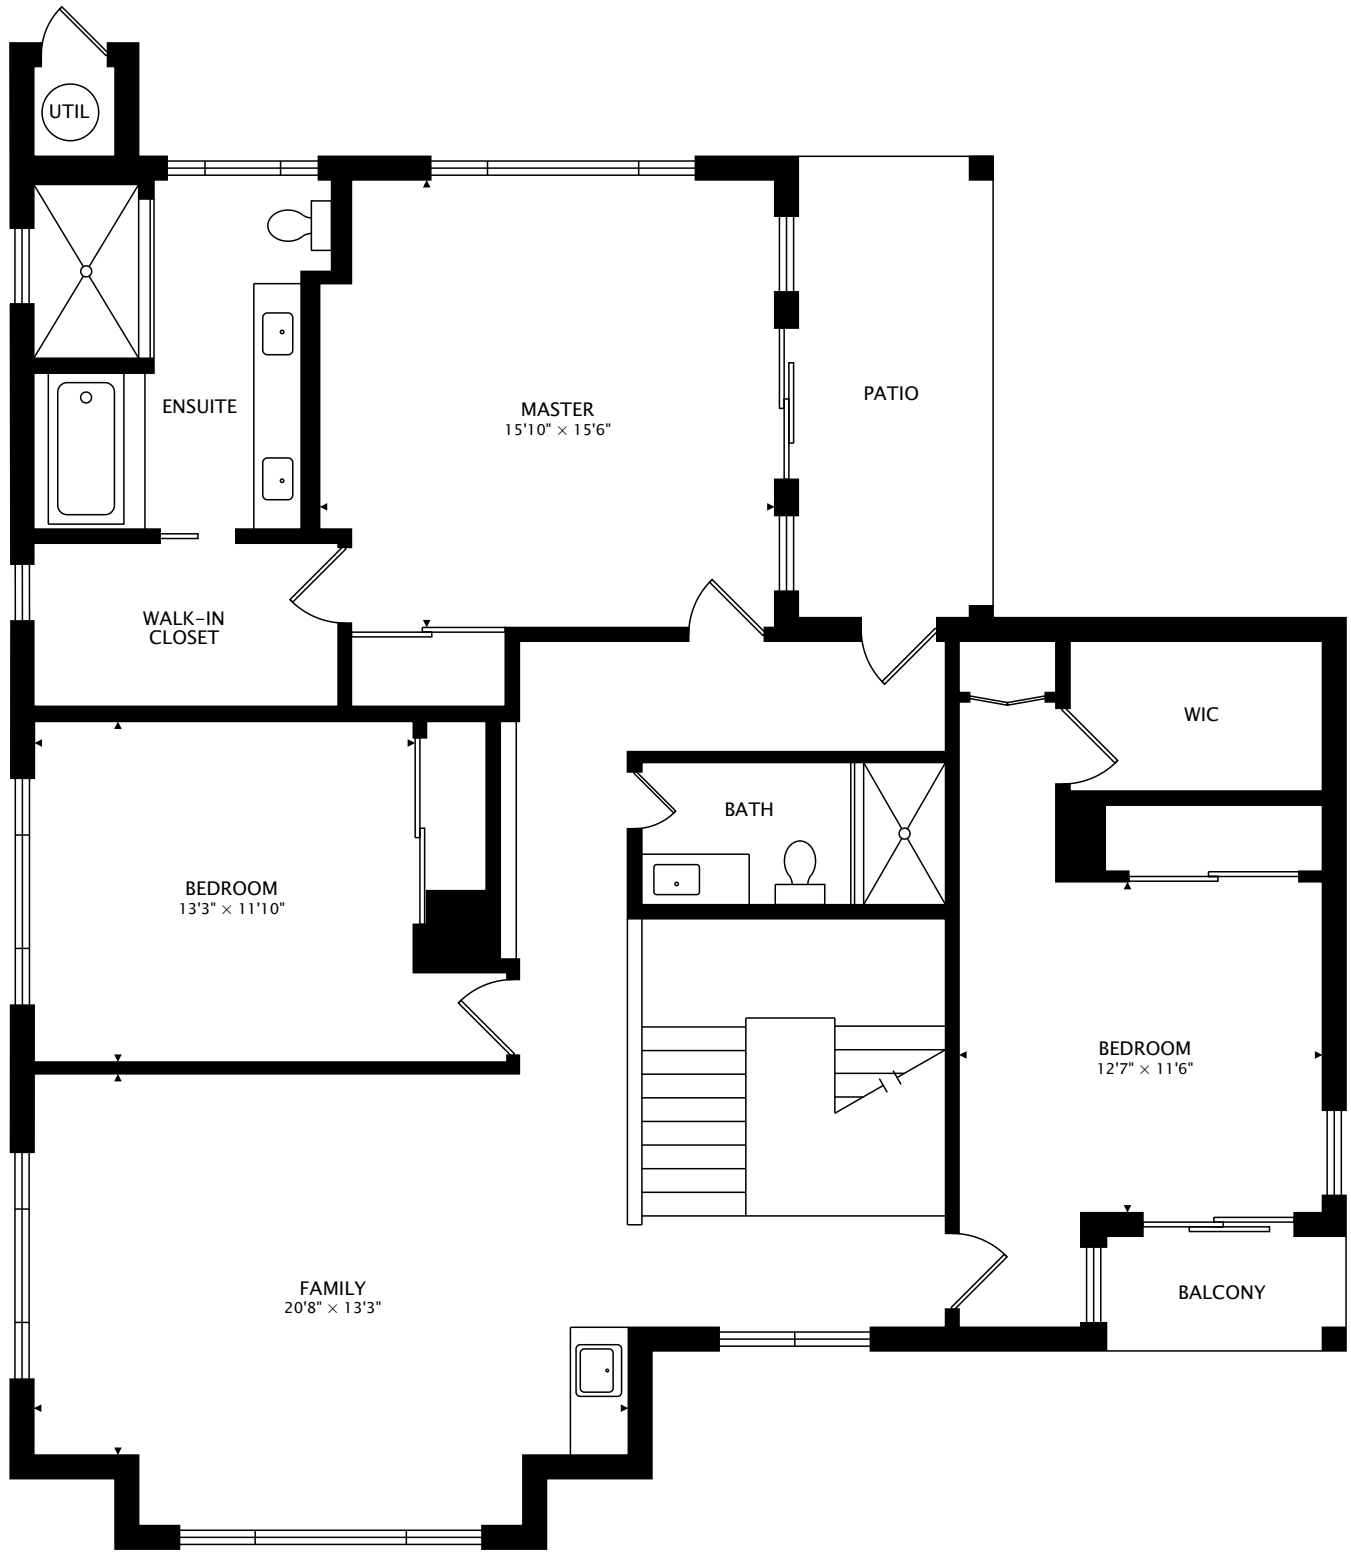 UTIL
PATIO
ENSUITE
MASTER
15'10" × 15'6"
WALK-IN
CLOSET
WIC
BATH
BEDROOM
13'3" × 11'10"
BEDROOM
12'7" × 11'6"
FAMILY
20'8" × 13'3"
BALCONY